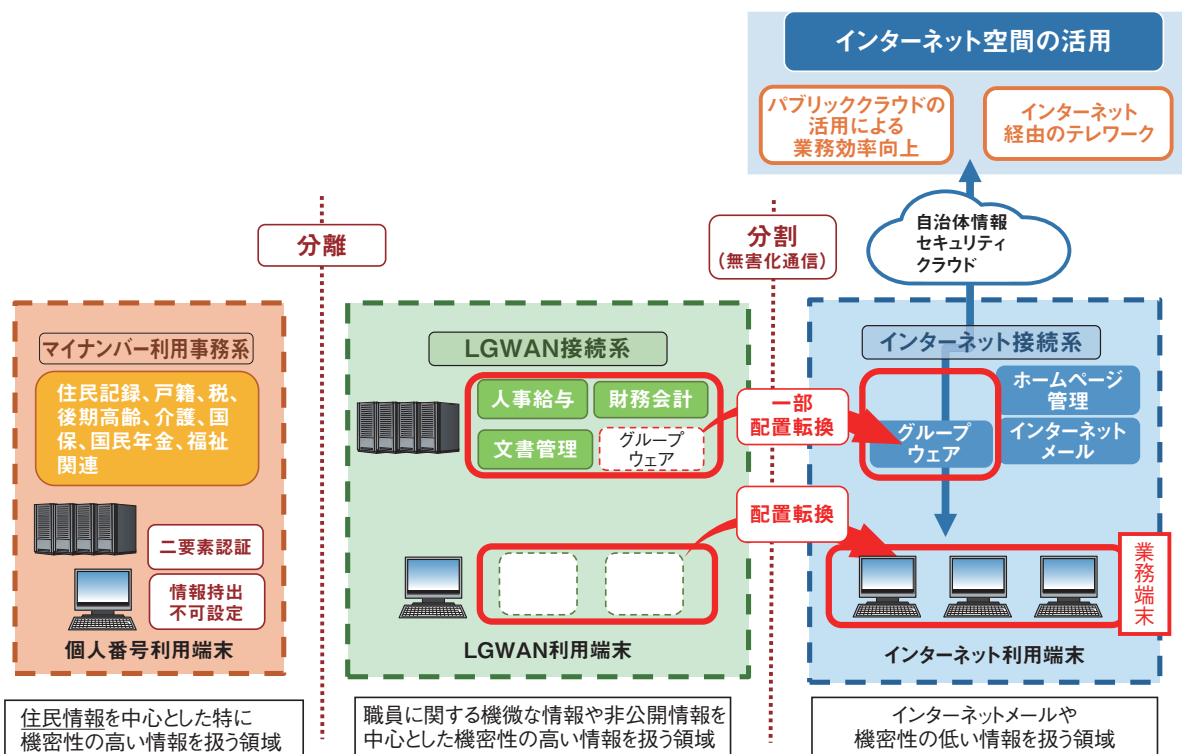 インターネット空間の活用
パブリッククラウドの
活用による
業務効率向上
インターネット
経由のテレワーク
自治体情報
セキュリティ
クラウド
分離
分割
(無害化通信)
マイナンバー利用事務系
住民記録、戸籍、税、
後期高齢、介護、国
保、国民年金、福祉
関連
二要素認証
情報持出
不可設定
個人番号利用端末
LGWAN接続系
人事給与
財務会計
文書管理
グループ
ウェア
LGWAN利用端末
一部
配置転換
配置転換
インターネット接続系
ホームページ
管理
グループ
ウェア
インターネット
メール
業務端末
インターネット利用端末
住民情報を中心とした特に
機密性の高い情報を扱う領域
職員に関する機微な情報や非公開情報を
中心とした機密性の高い情報を扱う領域
インターネットメールや
機密性の低い情報を扱う領域